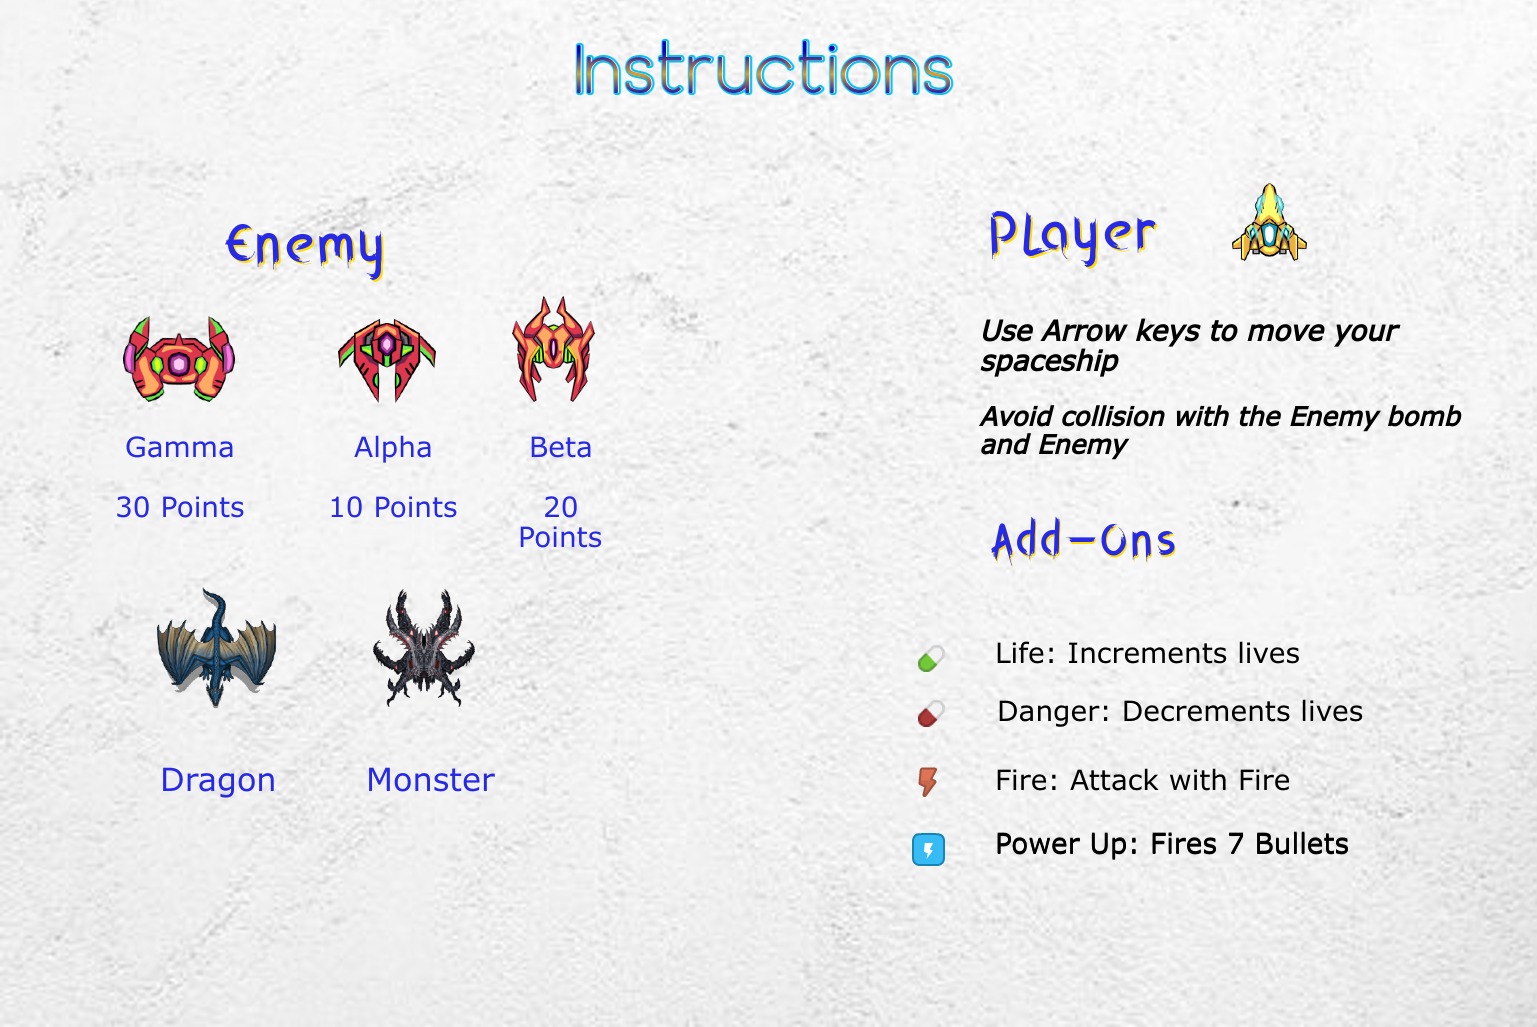 Instructions
Enemy
Gamma
Alpha
Beta
30 Points
10 Points
20
Points
Dragon
Monster
Player
Use Arrow keys to move your
spaceship
Avoid collision with the Enemy bomb
and Enemy
Add-Ons
Life: Increments lives
Danger: Decrements lives
Fire: Attack with Fire
Power Up: Fires 7 Bullets